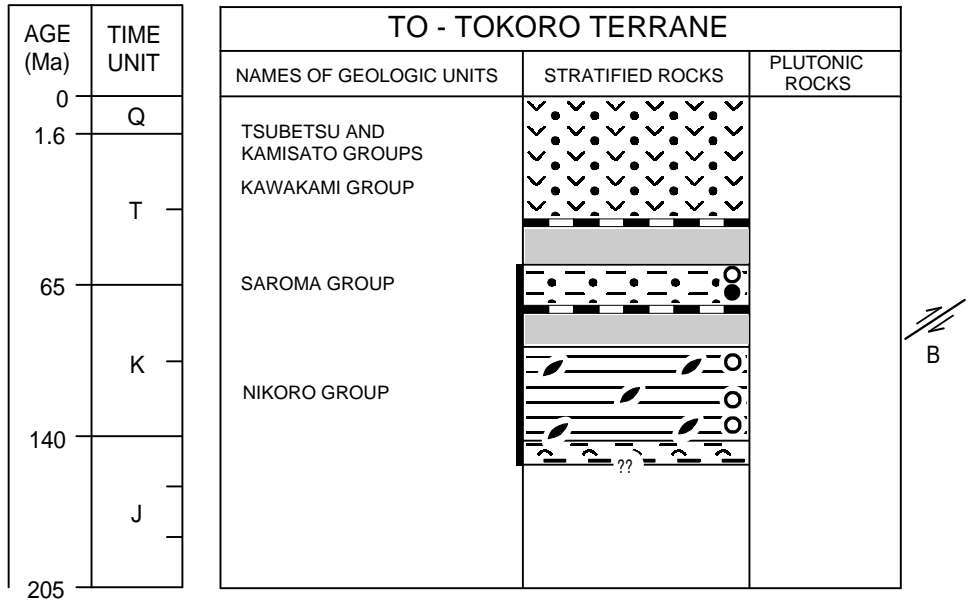 AGE
(Ma)
TIME
UNIT
TO - TOKORO TERRANE
NAMES OF GEOLOGIC UNITS
STRATIFIED ROCKS
PLUTONIC
ROCKS
0
Q
1.6
TSUBETSU AND
KAMISATO GROUPS
KAWAKAMI GROUP
T
65
SAROMA GROUP
B
K
NIKORO GROUP
140
??
J
205